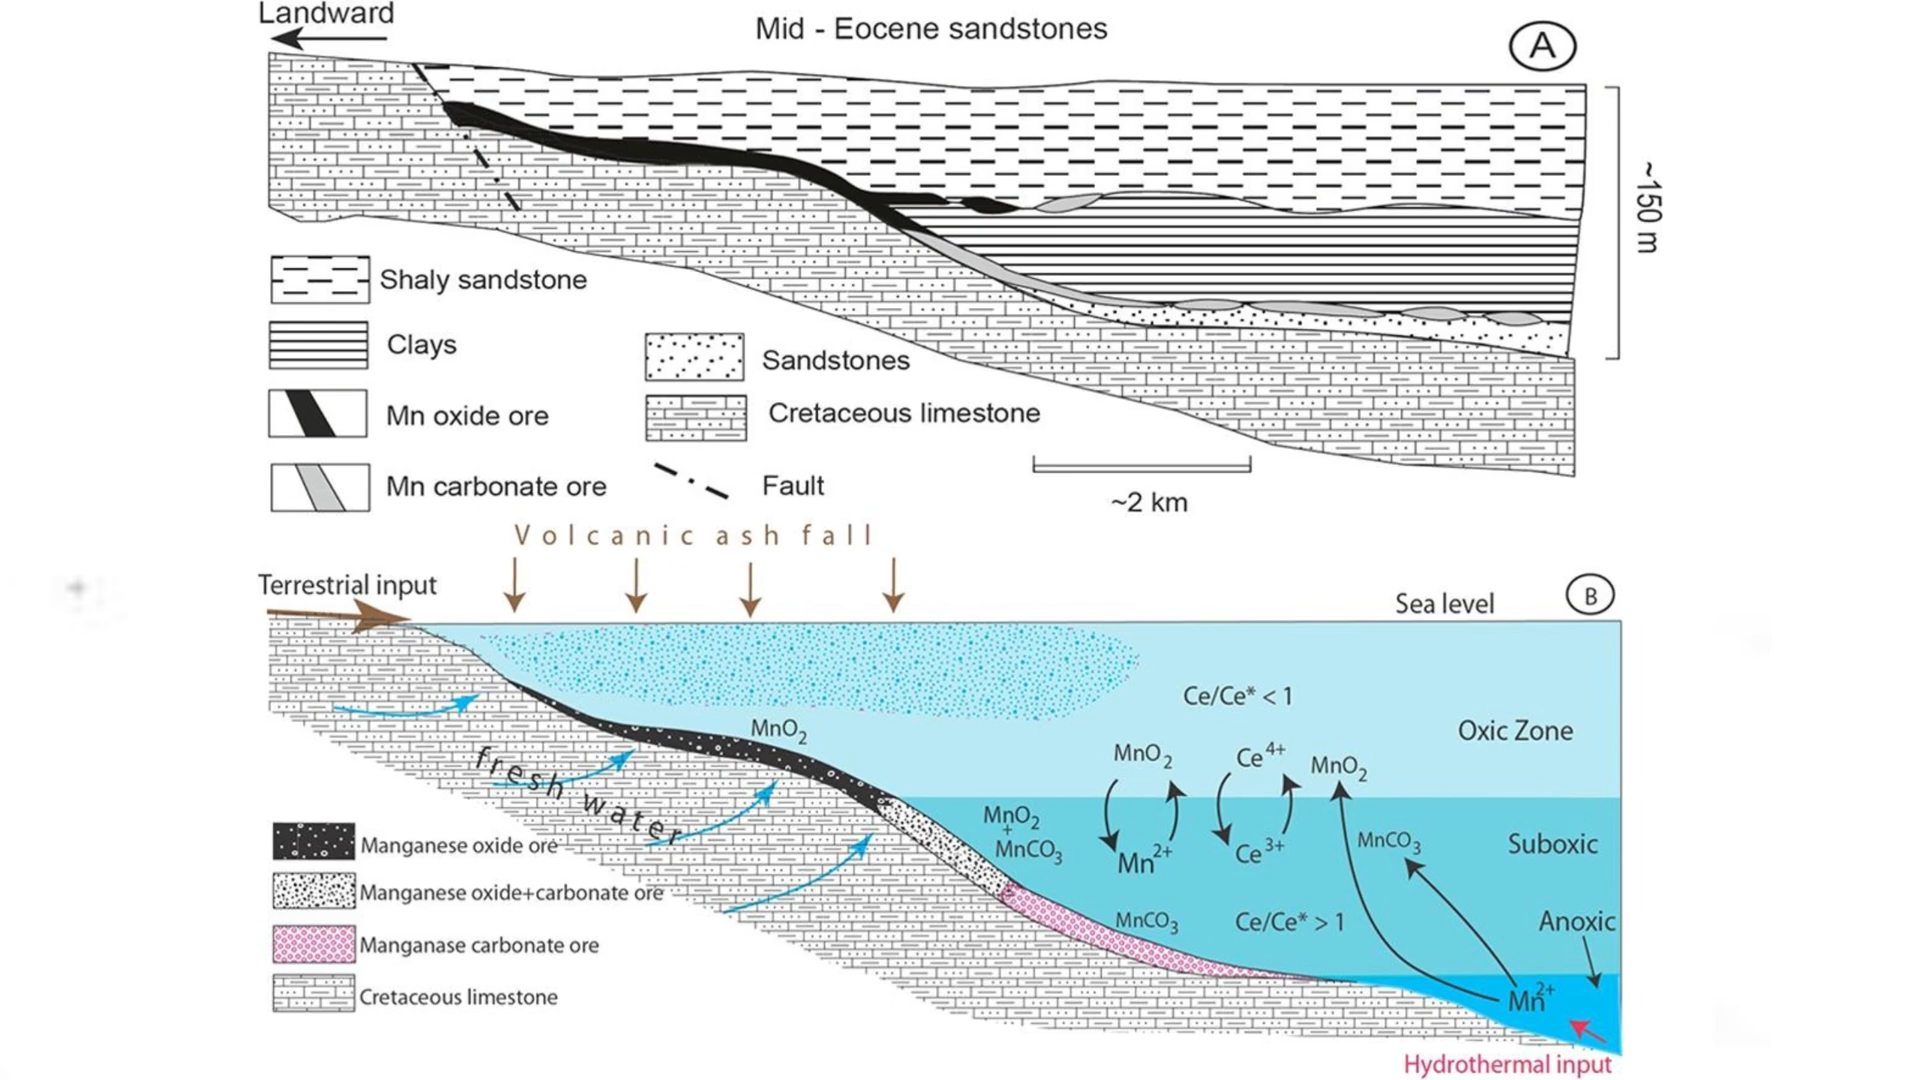 Landward
Mid - Eocene sandstones
A
~150 m
Shaly sandstone
Clays
Sandstones
Mn oxide ore
Cretaceous limestone
Mn carbonate ore
Fault
~2 km
Volcanic ash fall
Terrestrial input
Sea level
B
Ce/Ce* < 1
Oxic Zone
MnO2
MnO2
Ce4+
MnO2
fresh water
MnO2
+
MnCO3
Mn2+
Ce3+
MnCO3
Suboxic
Manganese oxide ore
Manganese oxide+carbonate ore
MnCO3
Ce/Ce* > 1
Anoxic
Manganase carbonate ore
Cretaceous limestone
Mn2+
Hydrothermal input